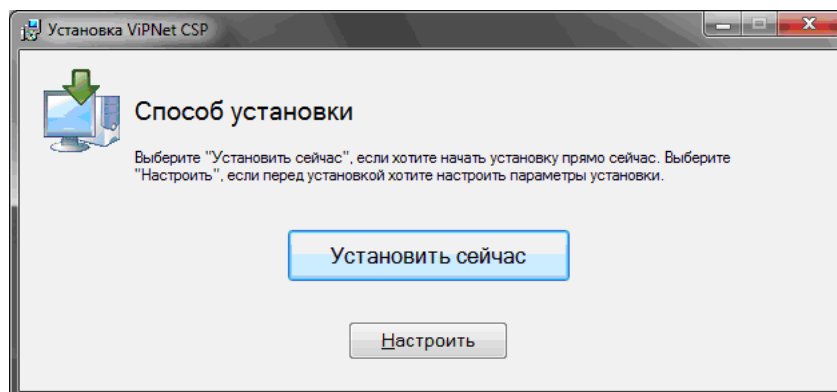 Установка ViPNet CSP
Способ установки
Выберите "Установить сейчас", если хотите начать установку прямо сейчас. Выберите
"Настроить", если перед установкой хотите настроить параметры установки.
Установить сейчас
Настроить